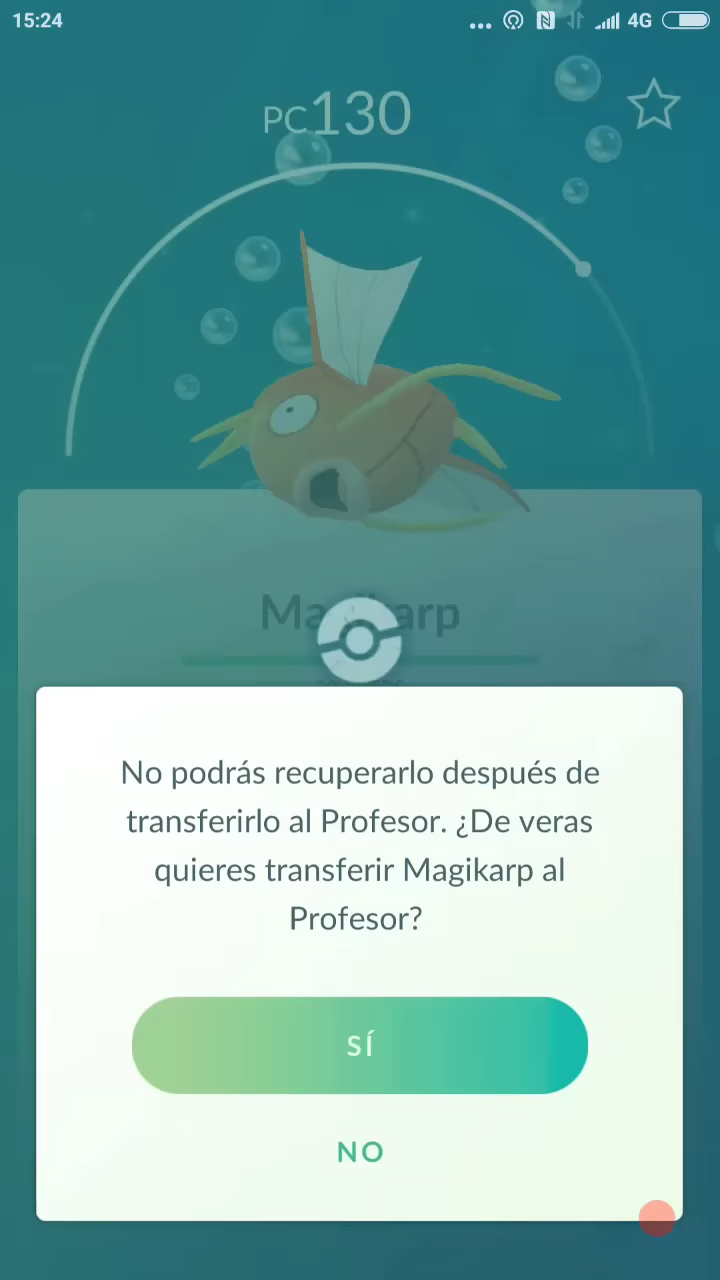 15:24
4G
PC130
Magikarp
No podrás recuperarlo después de
transferirlo al Profesor. ¿De veras
quieres transferir Magikarp al
Profesor?
SÍ
NO